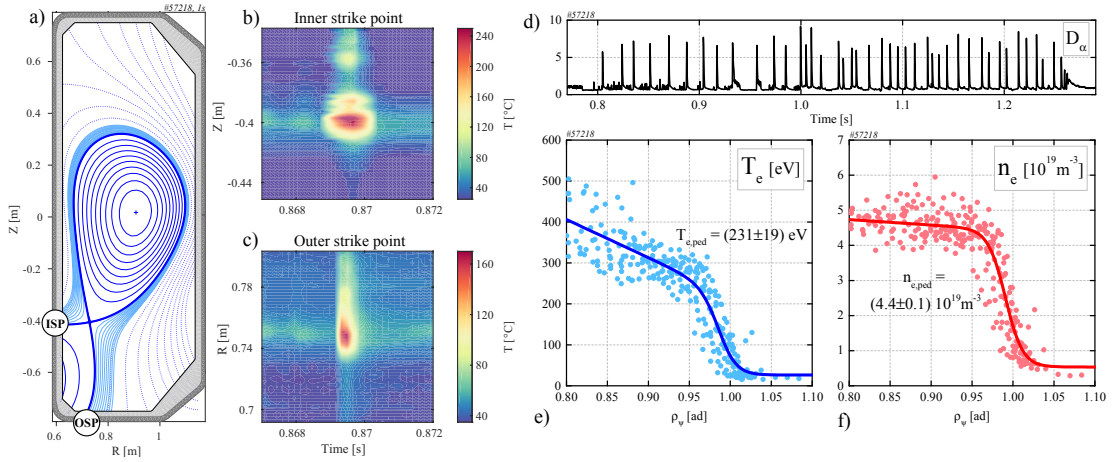 a)
#57218, 1s
Z [m]
0.6
0.4
0.2
0
-0.2
-0.4
-0.6
ISP
OSP
0.6
0.8
1
R [m]
b)
Inner strike point
Z [m]
-0.36
-0.4
-0.44
0.868
0.87
0.872
240
200
160
120
80
40
T [°C]
c)
Outer strike point
R [m]
0.78
0.74
0.7
0.868
0.87
0.872
Time [s]
160
120
80
40
T [°C]
d)
#57218
10
5
0
Dα
0.8
0.9
1.0
1.1
1.2
Time [s]
#57218
Te [eV]
600
500
400
300
200
100
0
Te,ped = (231±19) eV
0.80
0.85
0.90
0.95
1.00
1.05
1.10
e)
ρψ [ad]
#57218
ne [10^19 m^-3]
7
6
5
4
3
2
1
0
ne,ped =
(4.4±0.1) 10^19 m^-3
0.80
0.85
0.90
0.95
1.00
1.05
1.10
ρψ [ad]
f)